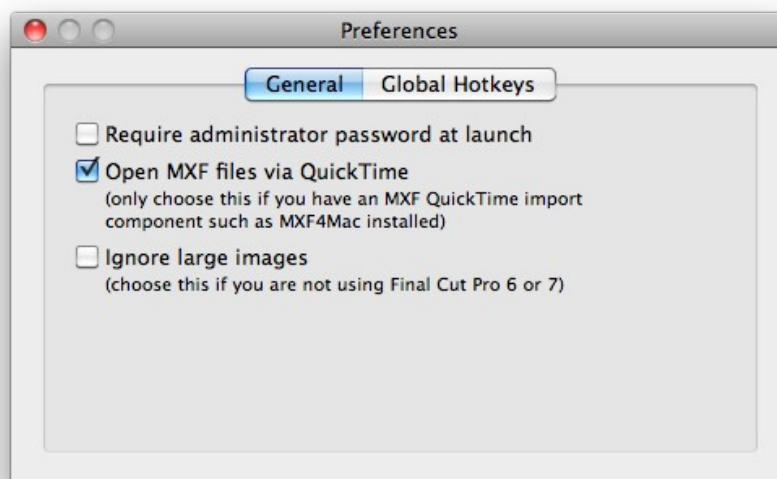 Preferences
General Global Hotkeys
Require administrator password at launch
Open MXF files via QuickTime
(only choose this if you have an MXF QuickTime import
component such as MXF4Mac installed)
Ignore large images
(choose this if you are not using Final Cut Pro 6 or 7)